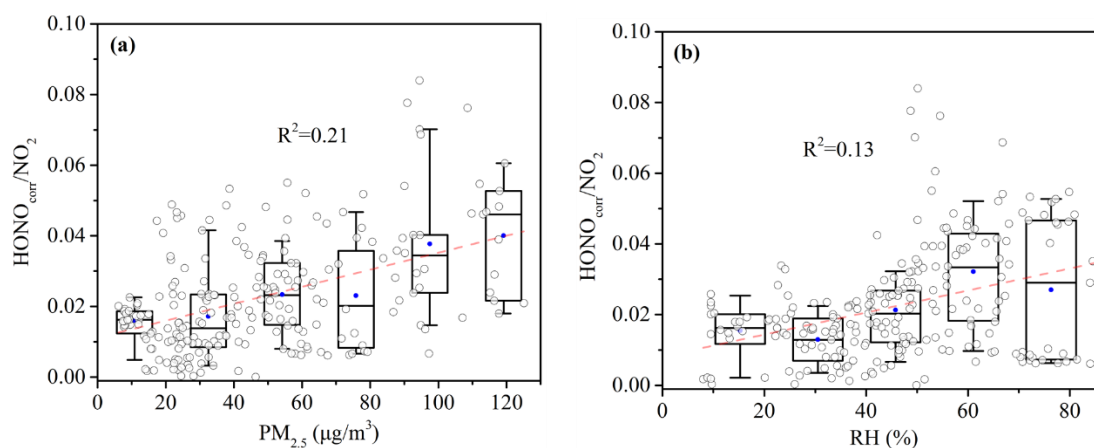 (a)
R²=0.21
0.10
0.08
0.06
0.04
0.02
0.00
HONO_corr/NO₂
0 20 40 60 80 100 120
PM₂.₅ (μg/m³)
(b)
R²=0.13
0.10
0.08
0.06
0.04
0.02
0.00
HONO_corr/NO₂
0 20 40 60 80
RH (%)